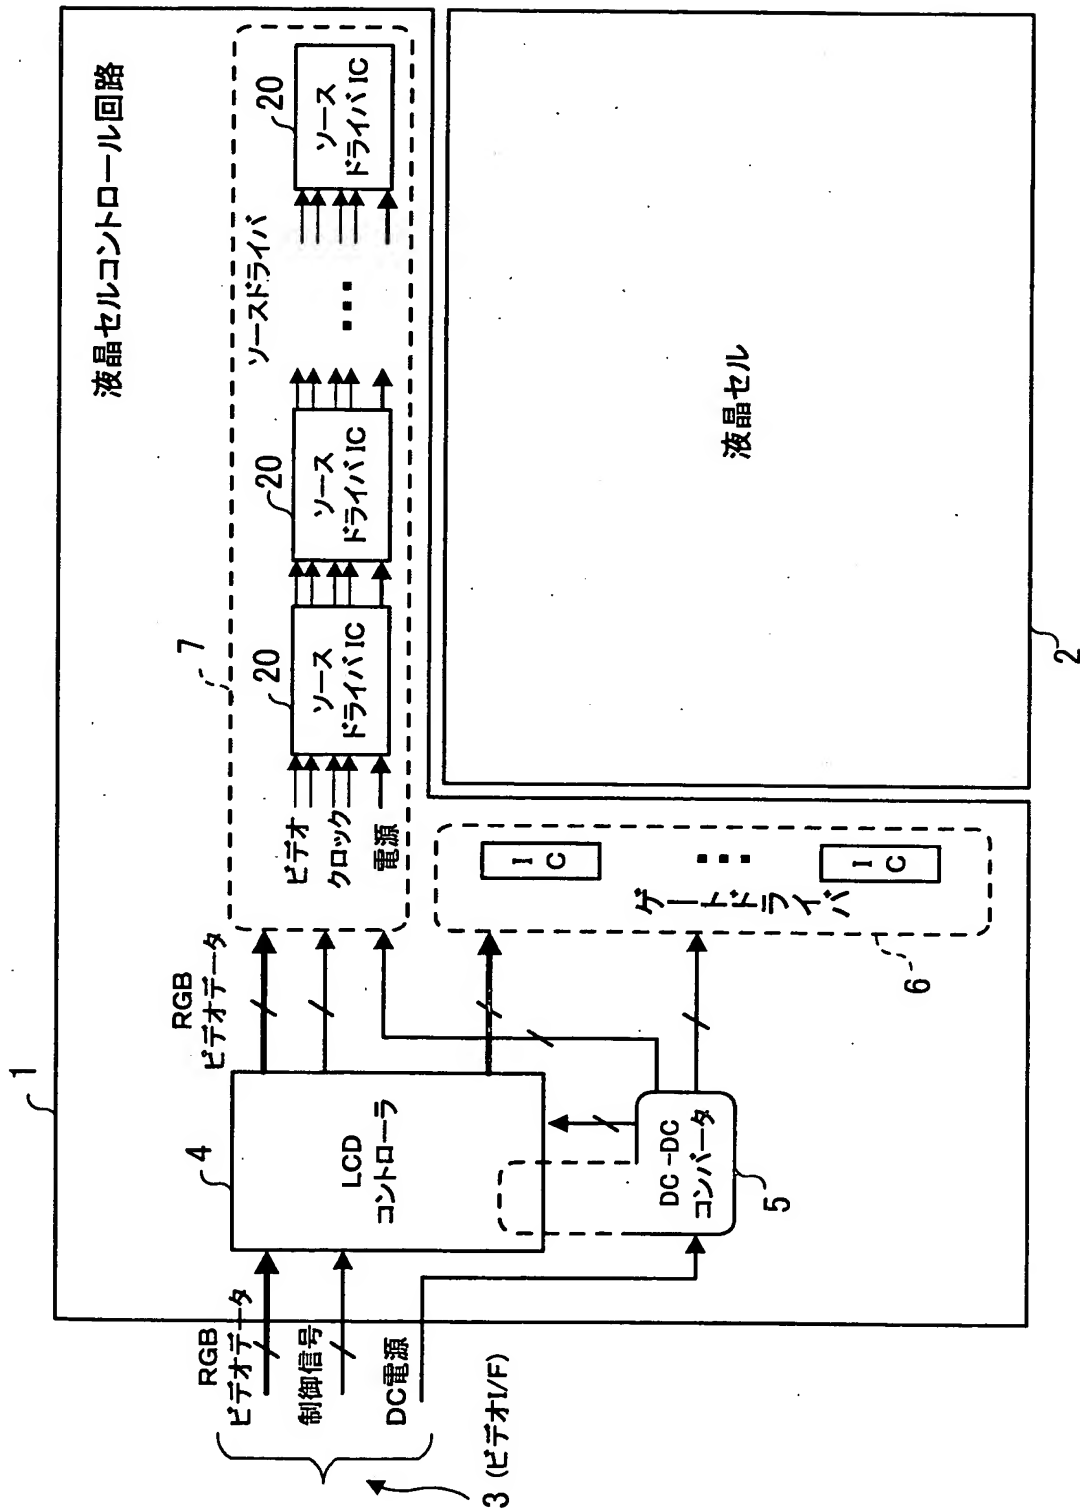 1
液晶セルコントロール回路
7
ソースドライバ
20
ソース
ドライバIC
20
ソース
ドライバIC
20
ソース
ドライバIC
ビデオ
クロック
電源
RGB
ビデオデータ
制御信号
DC電源
3 (ビデオI/F)
4
LCD
コントローラ
RGB
ビデオデータ
DC-DC
コンバータ
5
ゲートドライバ
IC
IC
6
液晶セル
2